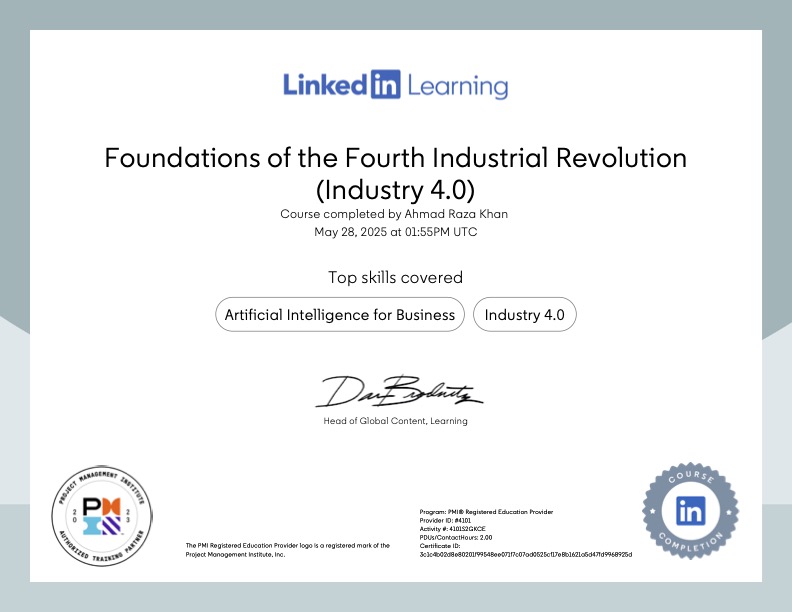 Linked in Learning
Foundations of the Fourth Industrial Revolution
(Industry 4.0)
Course completed by Ahmad Raza Khan
May 28, 2025 at 01:55PM UTC
Top skills covered
Artificial Intelligence for Business
Industry 4.0
Head of Global Content, Learning
PROJECT MANAGEMENT INSTITUTE
20 23
AUTHORIZED TRAINING PARTNER
The PMI Registered Education Provider logo is a registered mark of the
Project Management Institute, Inc.
Program: PMI® Registered Education Provider
Provider ID: #4101
Activity #: 4101S2GKCE
PDUs/ContactHours: 2.00
Certificate ID:
COURSE
in
COMPLETION